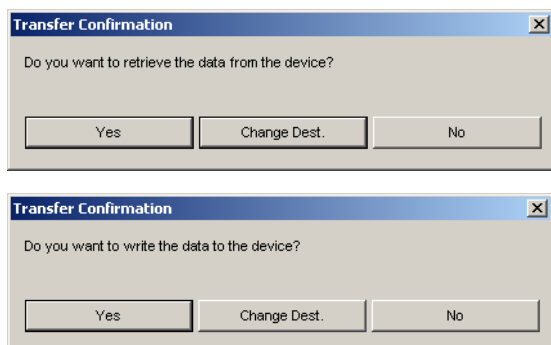 Transfer Confirmation
Do you want to retrieve the data from the device?
Yes Change Dest. No
Transfer Confirmation
Do you want to write the data to the device?
Yes Change Dest. No